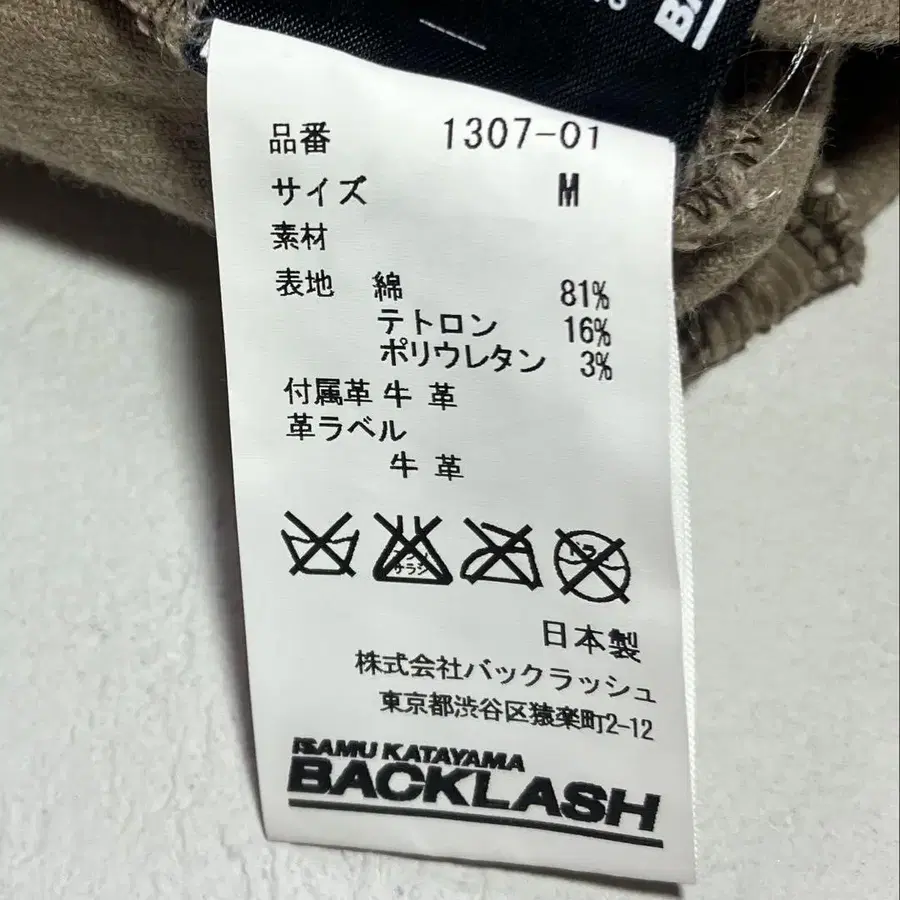 品番 1307-01
サイズ M
素材
表地 綿 81%
テトロン 16%
ポリウレタン 3%
付属革 牛革
革ラベル
牛革
日本製
株式会社バックラッシュ
東京都渋谷区猿楽町2-12
ISAMU KATAYAMA
BACKLASH